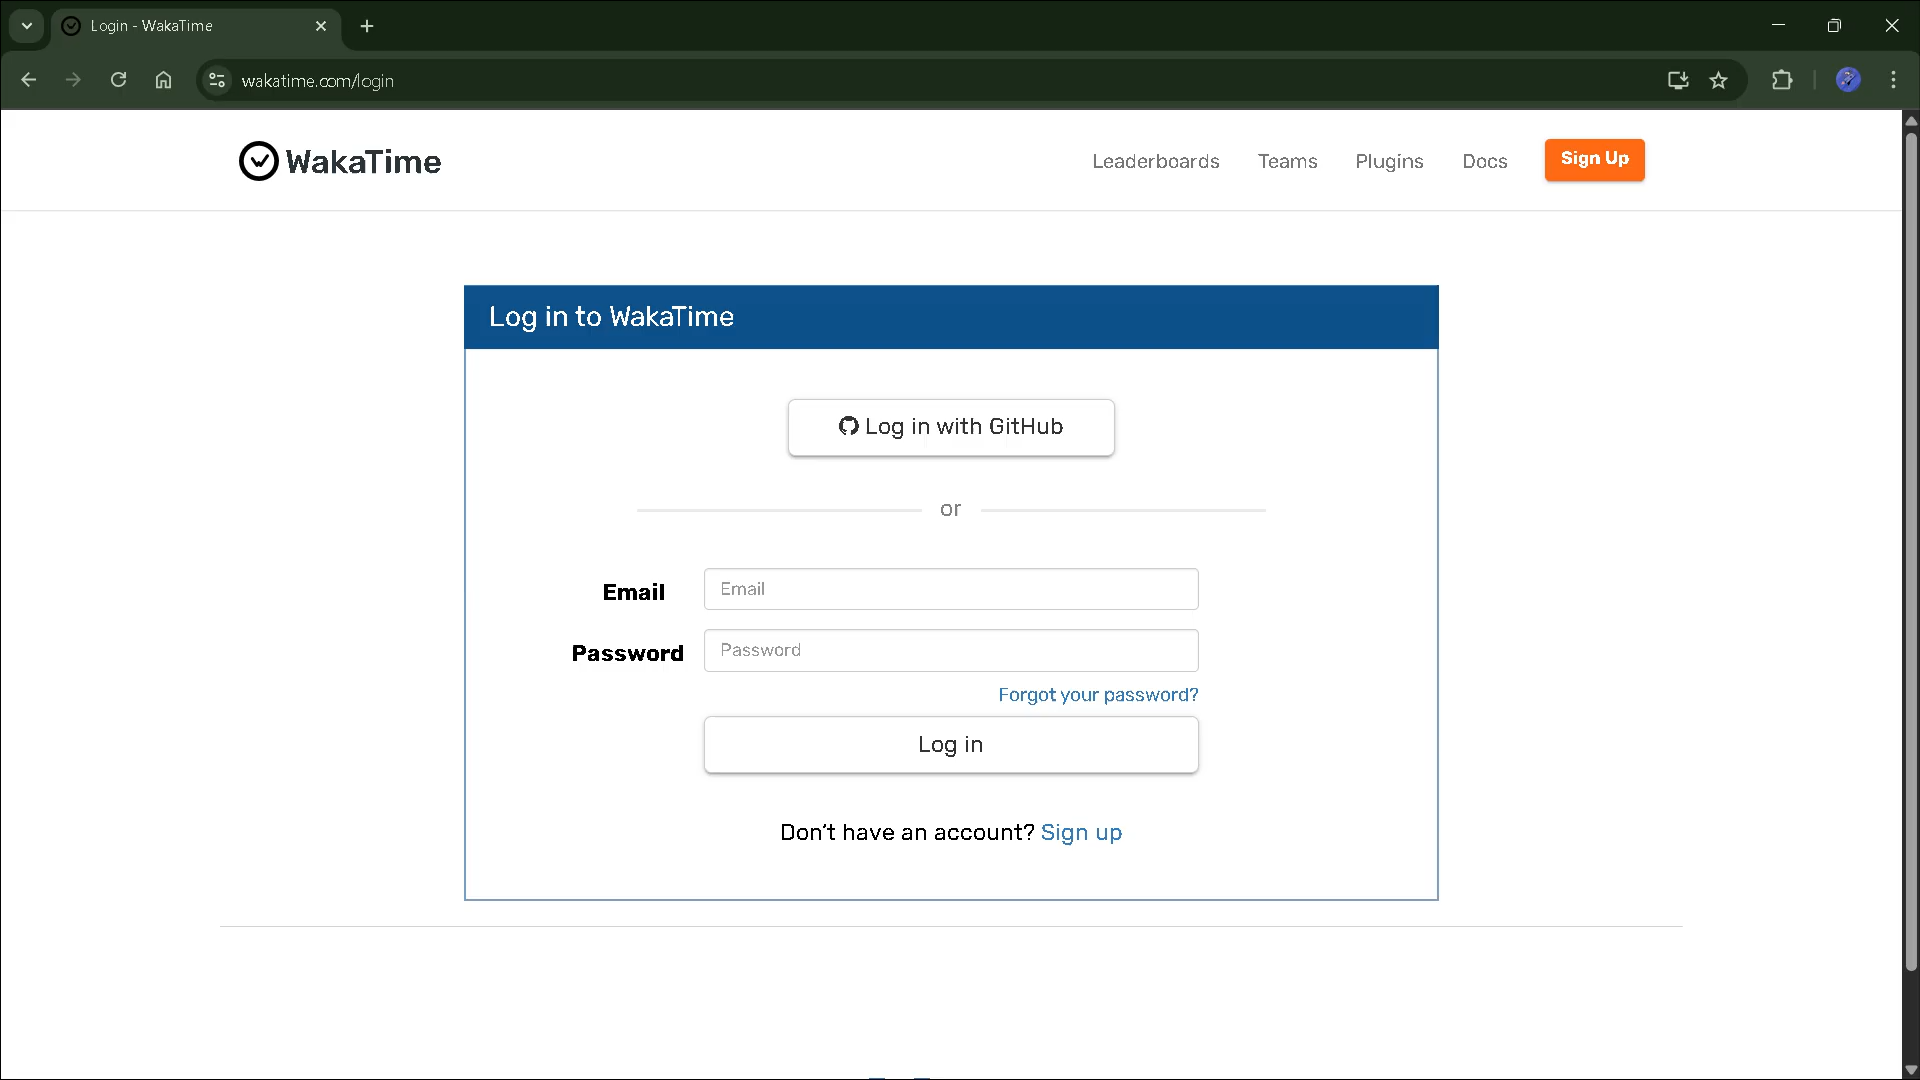 Login - WakaTime
wakatime.com/login
WakaTime
Leaderboards
Teams
Plugins
Docs
Sign Up
Log in to WakaTime
Log in with GitHub
or
Email
Email
Password
Password
Forgot your password?
Log in
Don't have an account? Sign up